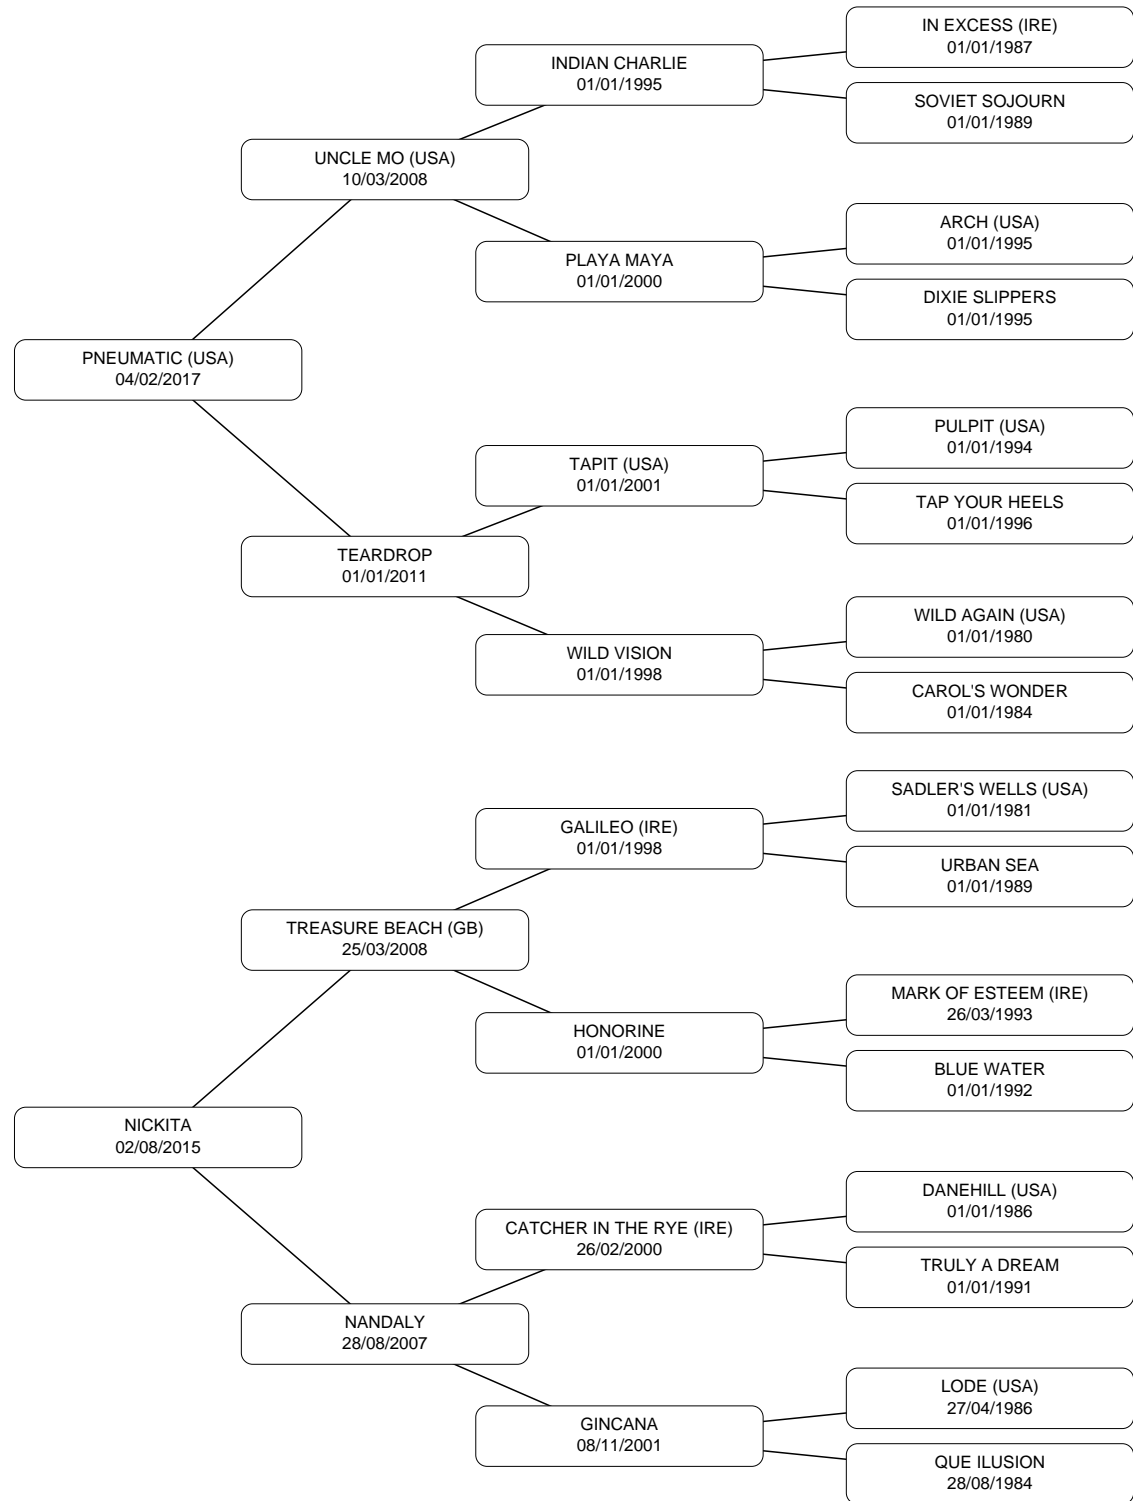 IN EXCESS (IRE)
01/01/1987
INDIAN CHARLIE
01/01/1995
SOVIET SOJOURN
01/01/1989
UNCLE MO (USA)
10/03/2008
ARCH (USA)
01/01/1995
PLAYA MAYA
01/01/2000
DIXIE SLIPPERS
01/01/1995
PNEUMATIC (USA)
04/02/2017
PULPIT (USA)
01/01/1994
TAPIT (USA)
01/01/2001
TAP YOUR HEELS
01/01/1996
TEARDROP
01/01/2011
WILD AGAIN (USA)
01/01/1980
WILD VISION
01/01/1998
CAROL'S WONDER
01/01/1984
SADLER'S WELLS (USA)
01/01/1981
GALILEO (IRE)
01/01/1998
URBAN SEA
01/01/1989
TREASURE BEACH (GB)
25/03/2008
MARK OF ESTEEM (IRE)
26/03/1993
HONORINE
01/01/2000
BLUE WATER
01/01/1992
NICKITA
02/08/2015
DANEHILL (USA)
01/01/1986
CATCHER IN THE RYE (IRE)
26/02/2000
TRULY A DREAM
01/01/1991
NANDALY
28/08/2007
LODE (USA)
27/04/1986
GINCANA
08/11/2001
QUE ILUSION
28/08/1984